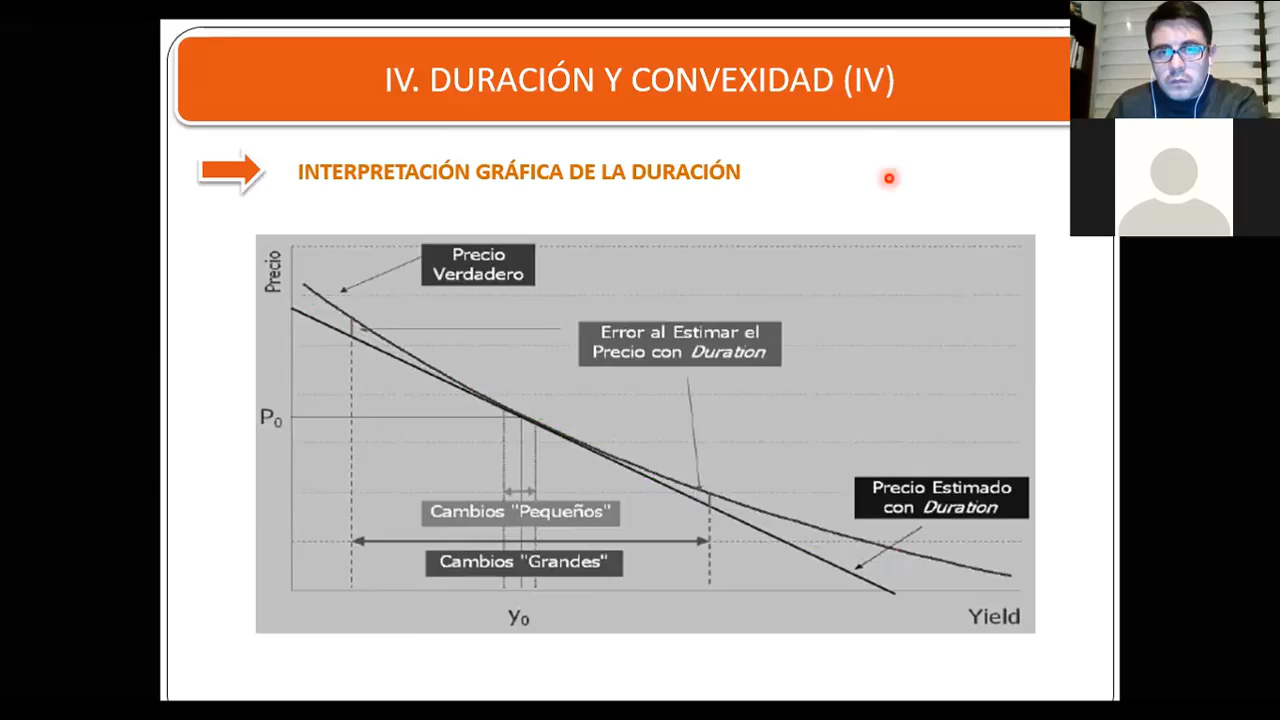 IV. DURACIÓN Y CONVEXIDAD (IV)
INTERPRETACIÓN GRÁFICA DE LA DURACIÓN
Precio
Precio
Verdadero
Error al Estimar el
Precio con Duration
P₀
Precio Estimado
con Duration
Cambios "Pequeños"
Cambios "Grandes"
y₀
Yield